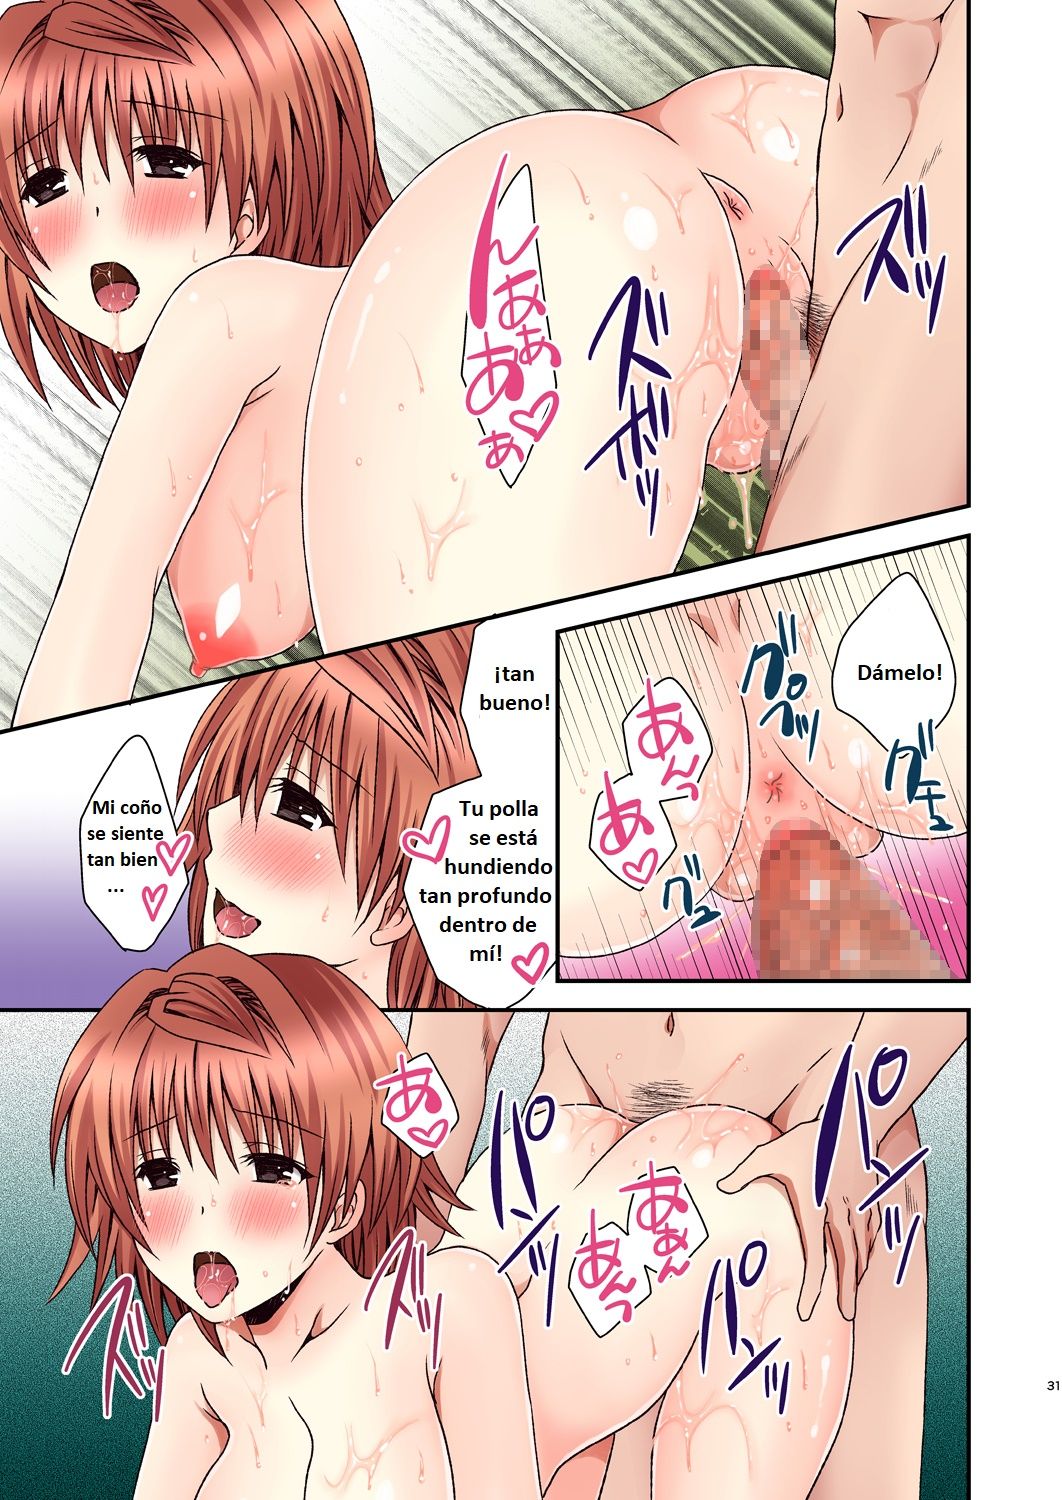 んあぁ
あぁぁ
ズッ
ズボッ
Dámelo!
¡tan
bueno!
Tu polla
se está
hundiendo
tan profundo
dentro de
mí!
Mi coño
se siente
tan bien
...
あんっ
あ
グプッ
グチュ
グチュ
あ
パンッ
パンッ
パンッ
ああん
あんっ
ズッ
ズッ
31